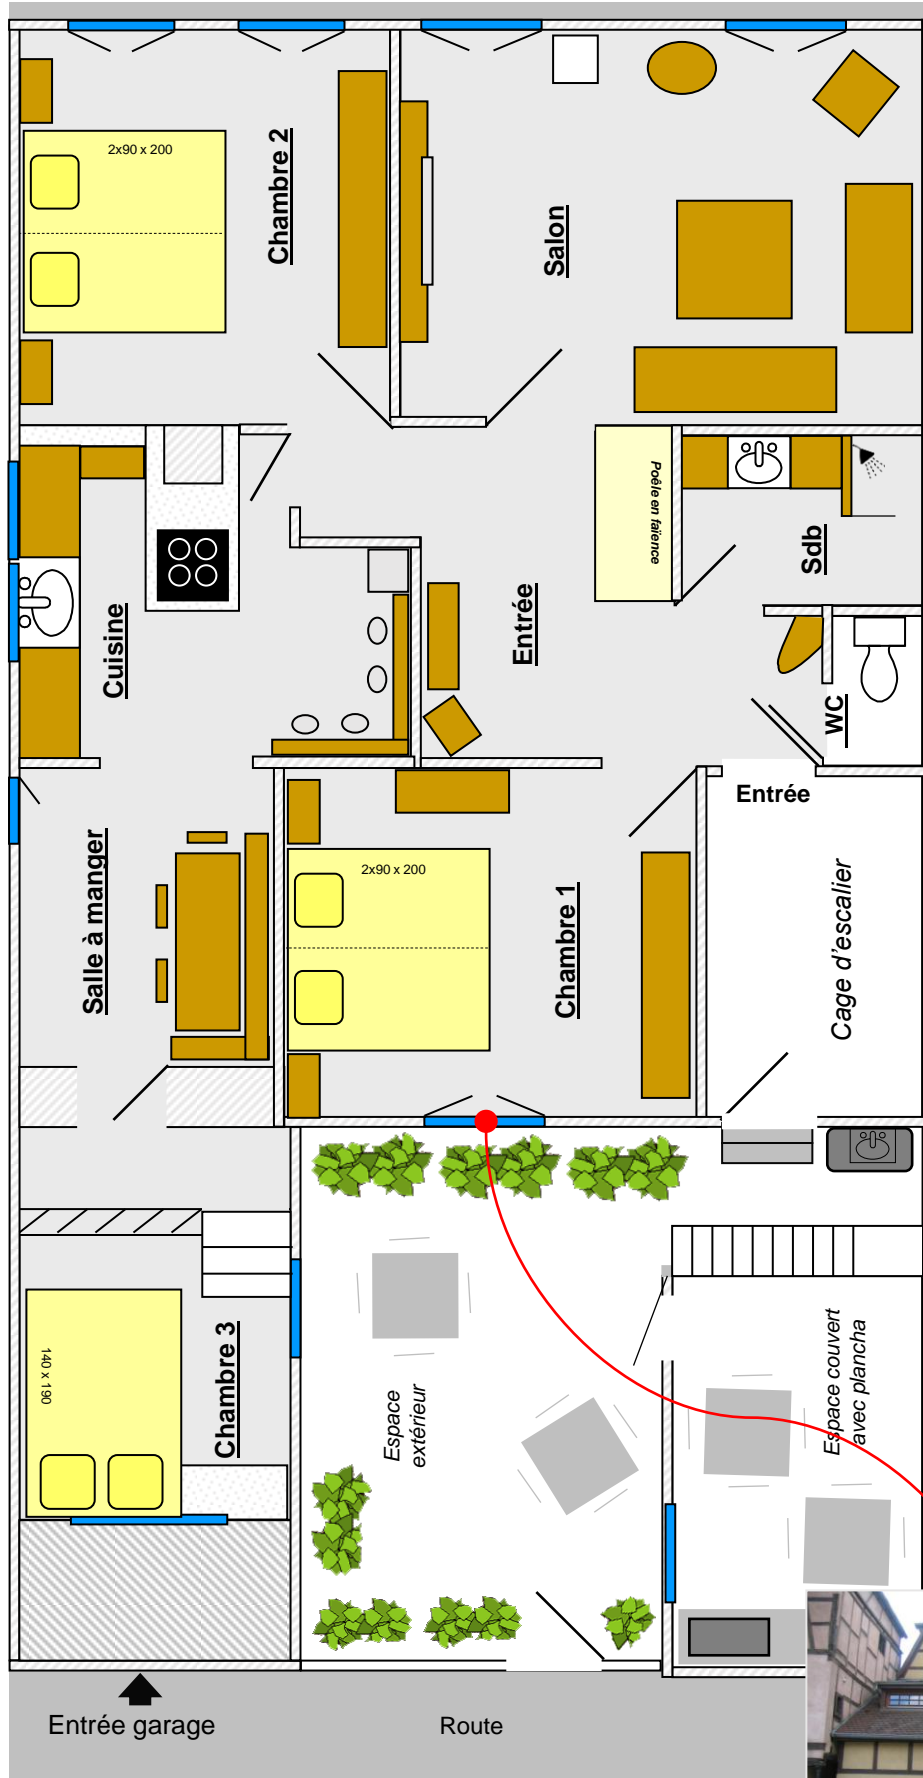 2x90 x 200
Chambre 2
Salon
Poêle en faïence
Sdb
Cuisine
Entrée
WC
Entrée
Salle à manger
2x90 x 200
Chambre 1
Cage d'escalier
140 x 190
Chambre 3
Espace
extérieur
Espace couvert
avec plancha
Entrée garage
Route